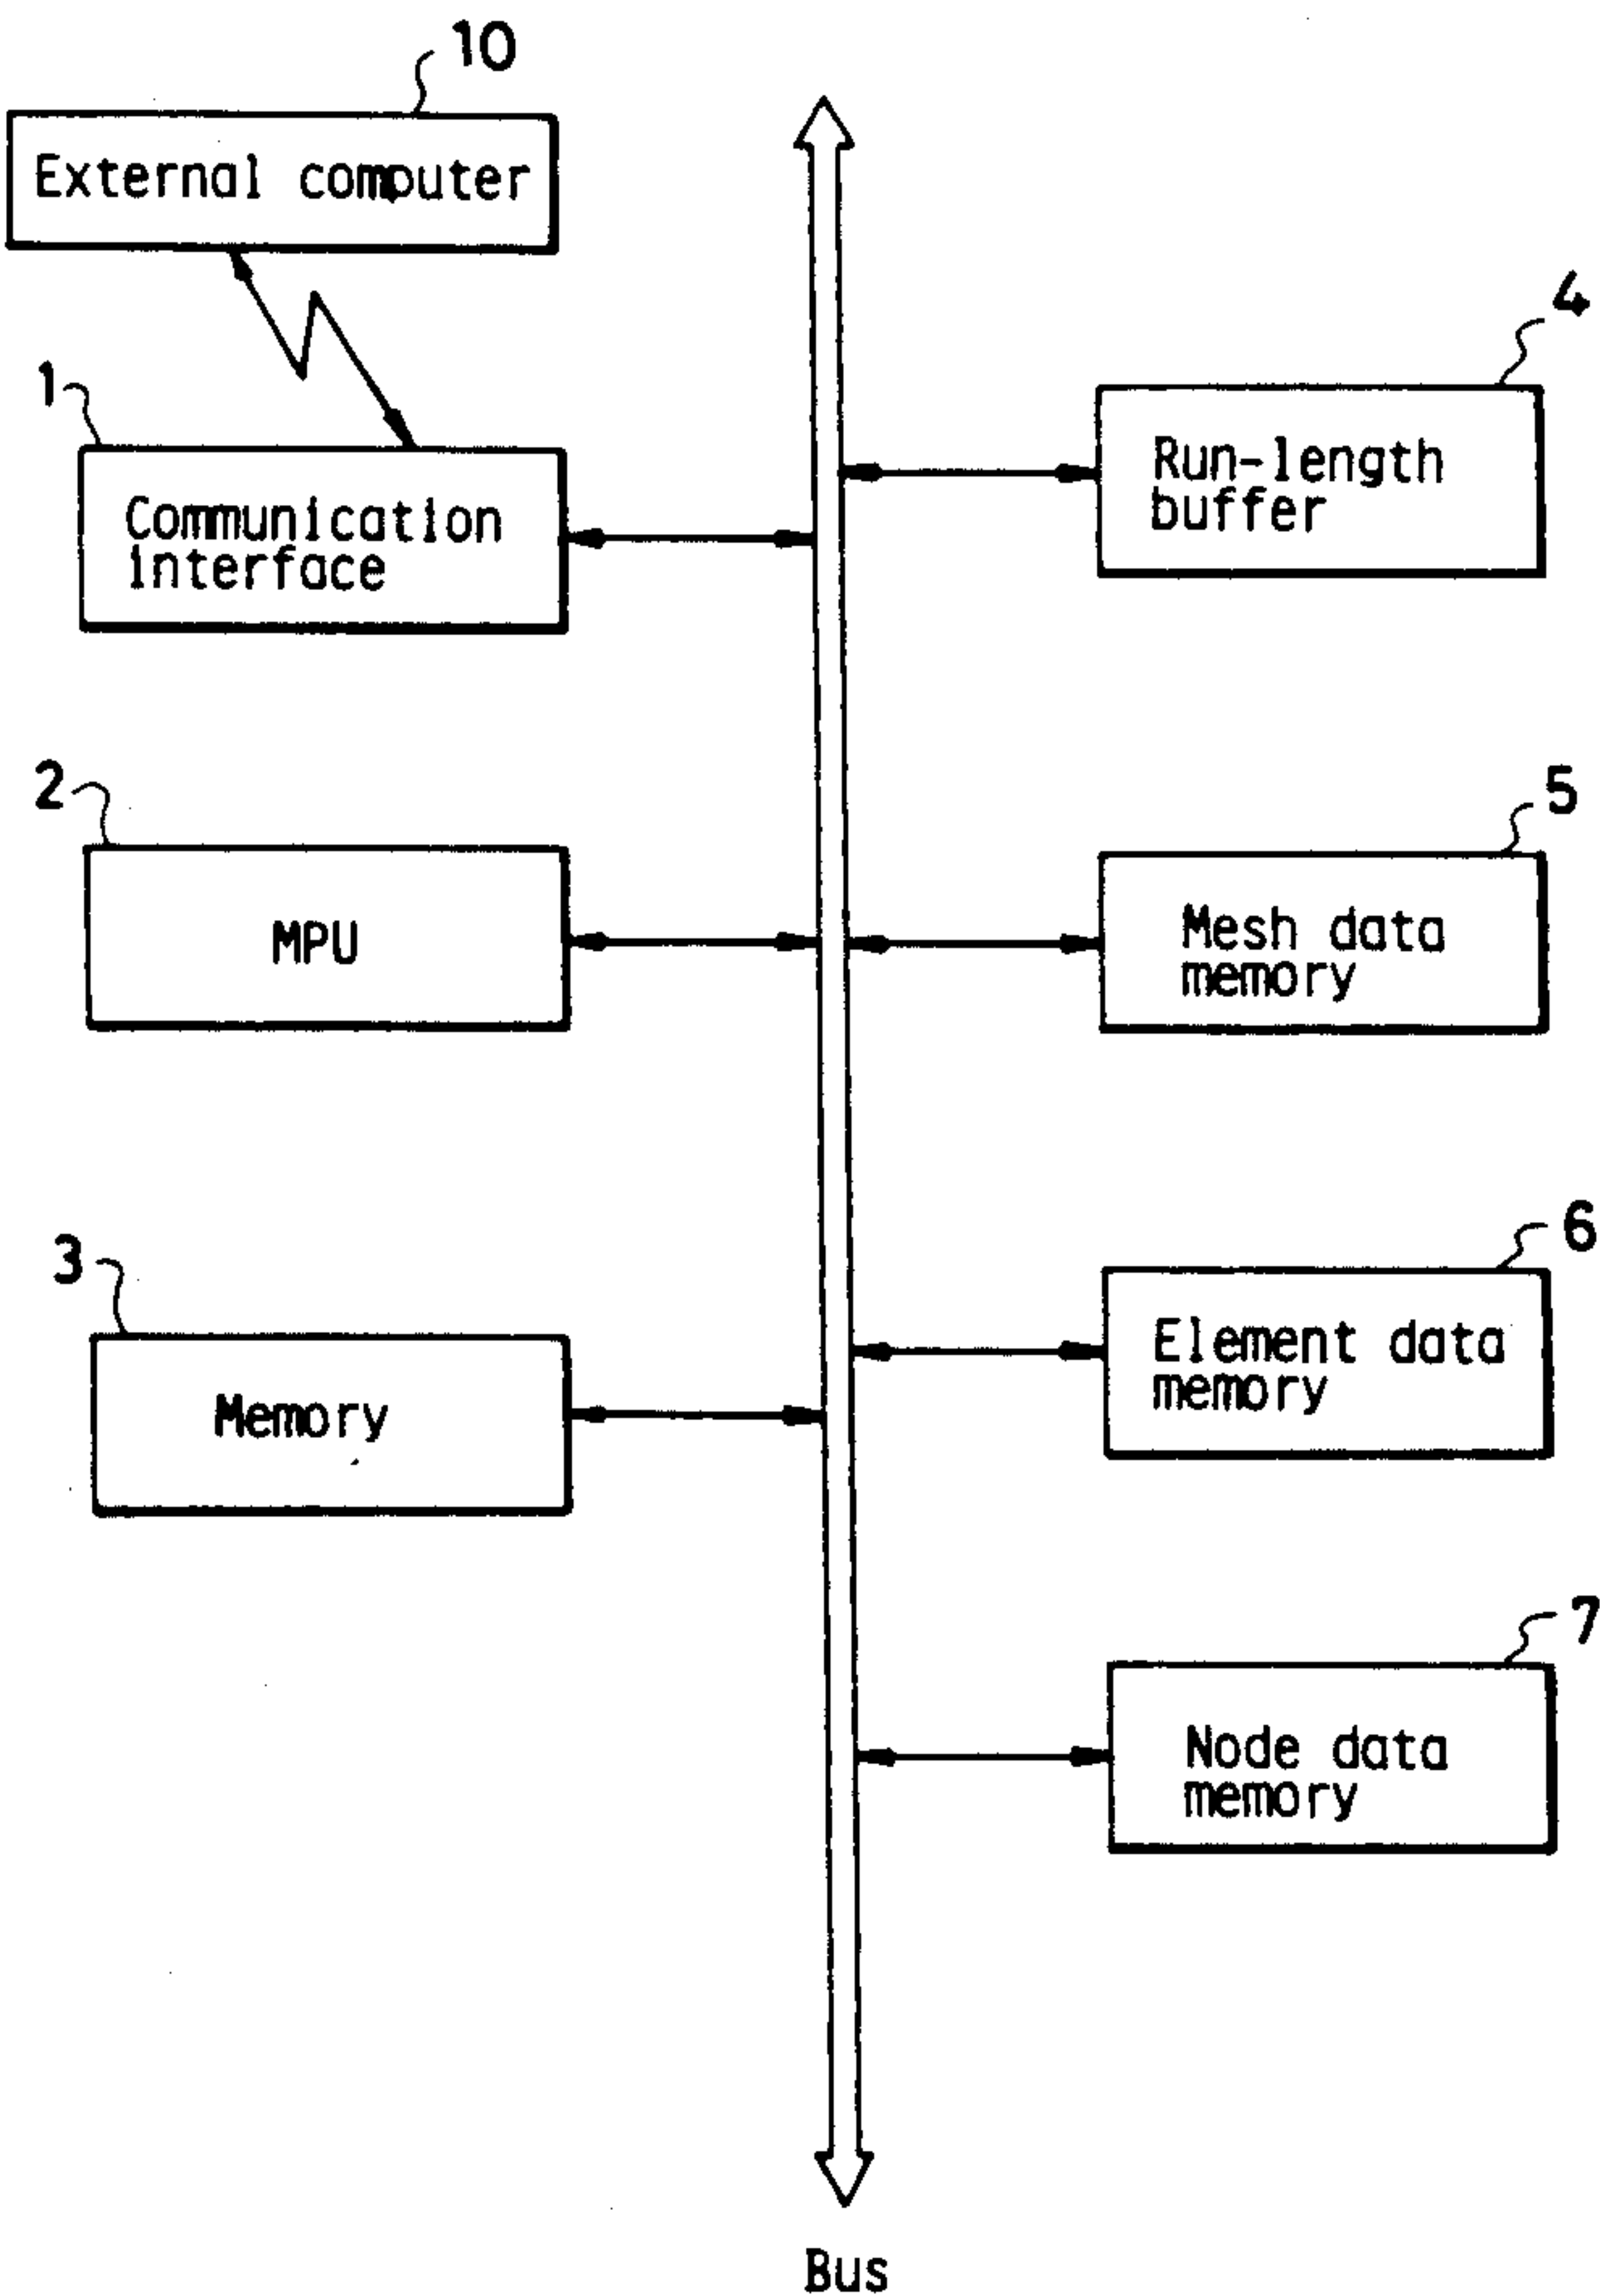 10
External computer
1
Communication
interface
2
MPU
3
Memory
4
Run-length
buffer
5
Mesh data
memory
6
Element data
memory
7
Node data
memory
Bus